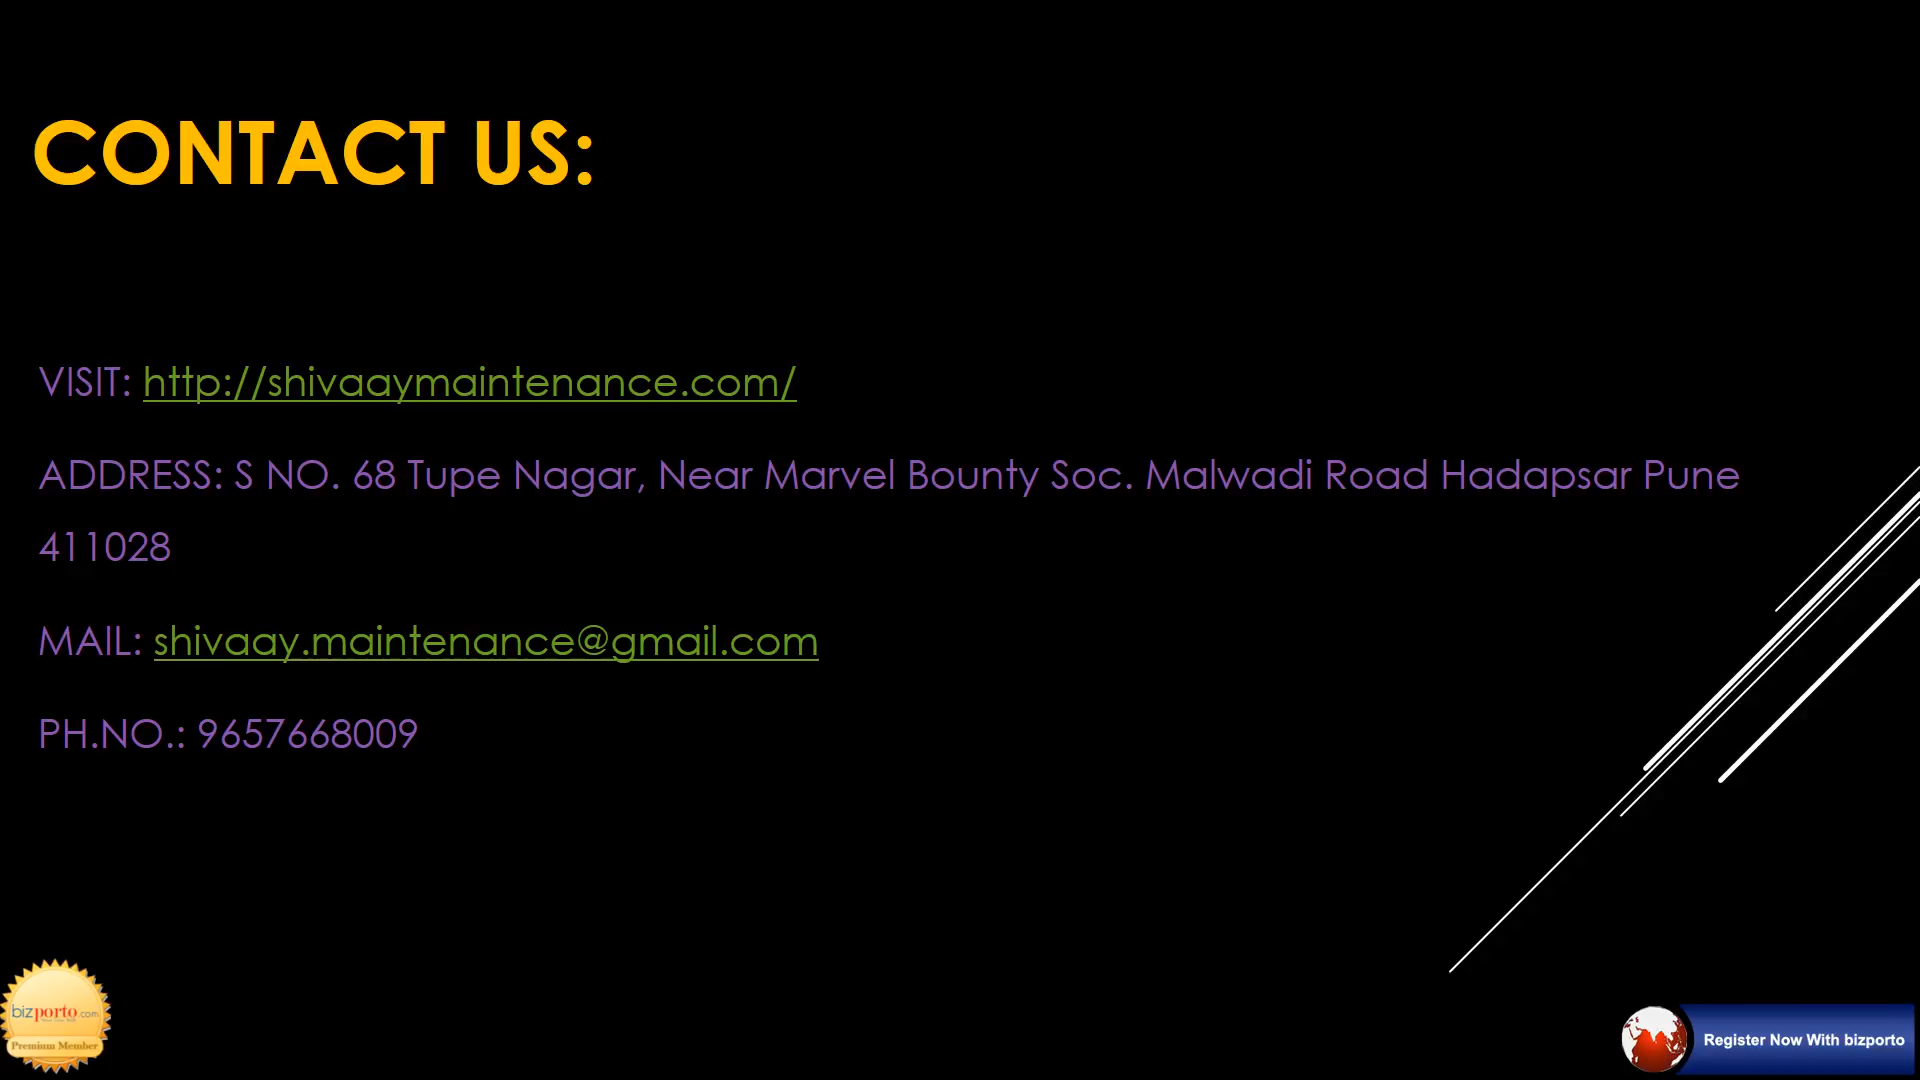 CONTACT US:
VISIT: http://shivaaymaintenance.com/
ADDRESS: S NO. 68 Tupe Nagar, Near Marvel Bounty Soc. Malwadi Road Hadapsar Pune
411028
MAIL: shivaay.maintenance@gmail.com
PH.NO.: 9657668009
bizporto.com
Premium Member
Register Now With bizporto